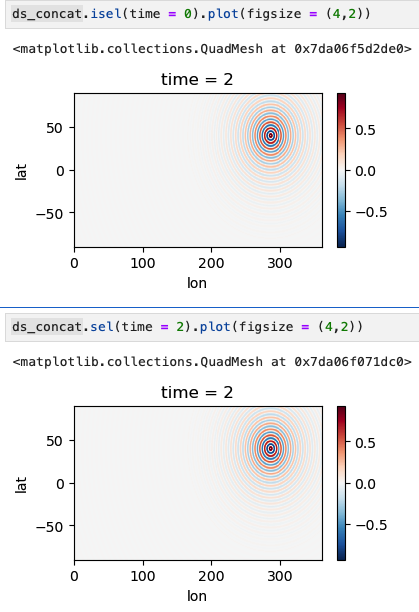 ds_concat.isel(time = 0).plot(figsize = (4,2))
<matplotlib.collections.QuadMesh at 0x7da06f5d2de0>
time = 2
50
0
−50
lat
0 100 200 300
lon
0.5
0.0
−0.5
ds_concat.sel(time = 2).plot(figsize = (4,2))
<matplotlib.collections.QuadMesh at 0x7da06f071dc0>
time = 2
50
0
−50
lat
0 100 200 300
lon
0.5
0.0
−0.5